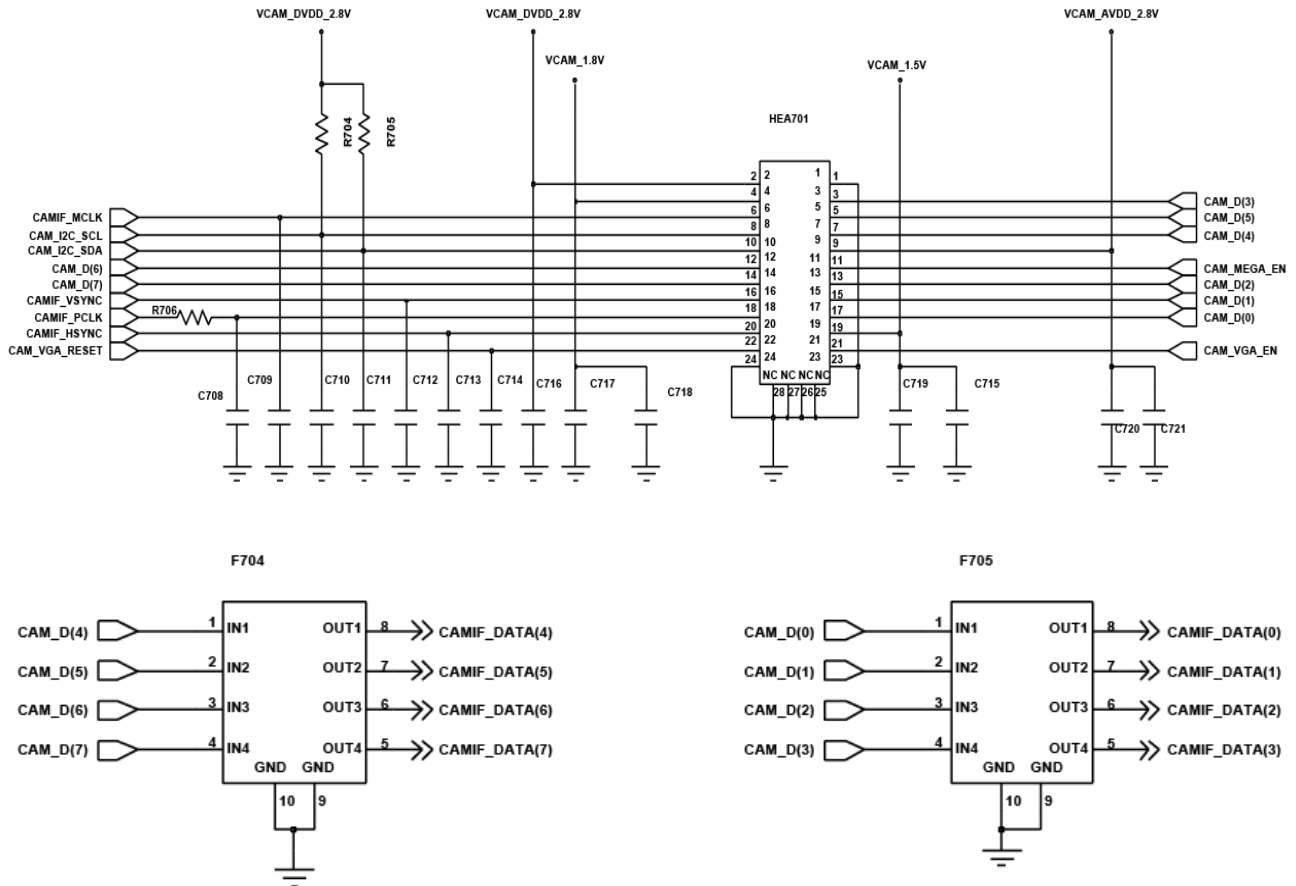 VCAM_DVDD_2.8V VCAM_DVDD_2.8V VCAM_AVDD_2.8V
VCAM_1.8V VCAM_1.5V
HEA701
R704 R705
2 2 1 1
4 4 3 3
CAM_D(3)
CAMIF_MCLK 6 6 5 5 CAM_D(5)
CAM_I2C_SCL 8 8 7 7 CAM_D(4)
CAM_I2C_SDA 10 10 9 9
CAM_D(6) 12 12 11 11 CAM_MEGA_EN
CAM_D(7) 14 14 13 13 CAM_D(2)
CAMIF_VSYNC 16 16 15 15 CAM_D(1)
CAMIF_PCLK R706 18 18 17 17 CAM_D(0)
CAMIF_HSYNC 20 20 19 19
CAM_VGA_RESET 22 22 21 21 CAM_VGA_EN
24 24 23 23
NC NC NC NC
28 27 26 25
C708 C709 C710 C711 C712 C713 C714 C716 C717 C718 C719 C715 C720 C721
F704 F705
CAM_D(4) 1 IN1 OUT1 8 CAMIF_DATA(4)
CAM_D(5) 2 IN2 OUT2 7 CAMIF_DATA(5)
CAM_D(6) 3 IN3 OUT3 6 CAMIF_DATA(6)
CAM_D(7) 4 IN4 OUT4 5 CAMIF_DATA(7)
GND GND
10 9
CAM_D(0) 1 IN1 OUT1 8 CAMIF_DATA(0)
CAM_D(1) 2 IN2 OUT2 7 CAMIF_DATA(1)
CAM_D(2) 3 IN3 OUT3 6 CAMIF_DATA(2)
CAM_D(3) 4 IN4 OUT4 5 CAMIF_DATA(3)
GND GND
10 9